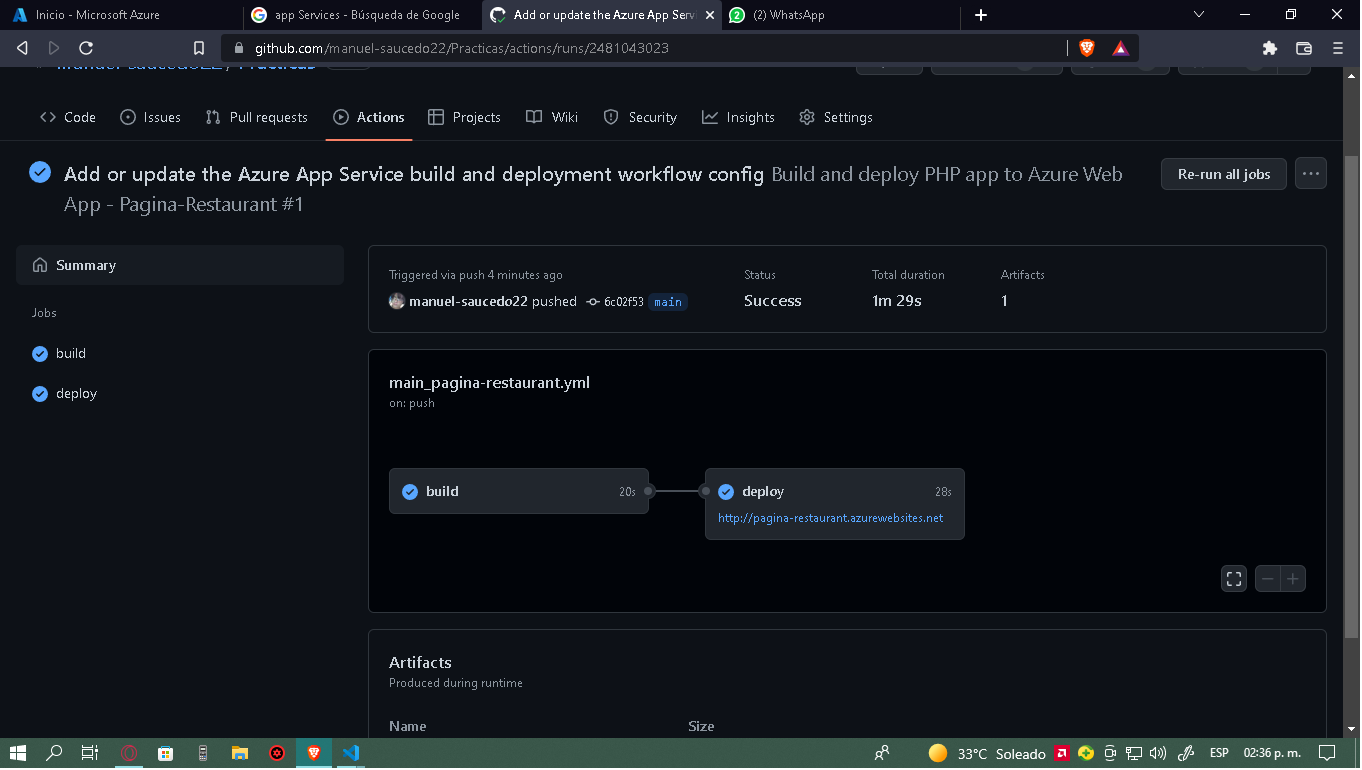 Inicio - Microsoft Azure
app Services - Búsqueda de Google
Add or update the Azure App Serv
(2) WhatsApp
github.com/manuel-saucedo22/Practicas/actions/runs/2481043023
manuel-saucedo22 / Practicas
Code
Issues
Pull requests
Actions
Projects
Wiki
Security
Insights
Settings
Add or update the Azure App Service build and deployment workflow config Build and deploy PHP app to Azure Web
App - Pagina-Restaurant #1
Re-run all jobs
Summary
Jobs
build
deploy
Triggered via push 4 minutes ago
manuel-saucedo22 pushed 6c02f53 main
Status
Success
Total duration
1m 29s
Artifacts
1
main_pagina-restaurant.yml
on: push
build 20s
deploy 28s
http://pagina-restaurant.azurewebsites.net
Artifacts
Produced during runtime
Name Size
33°C Soleado
ESP
02:36 p. m.